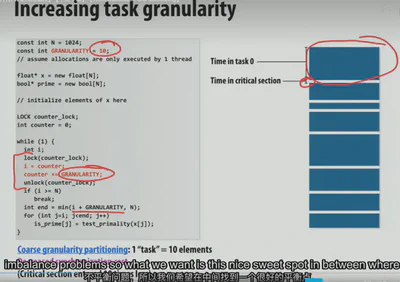 Increasing task granularity
const int N = 1024;
const int GRANULARITY = 10;
// assume allocations are only executed by 1 thread
float* x = new float[N];
bool* prime = new bool[N];
// initialize elements of x here
LOCK counter_lock;
int counter = 0;
while (1) {
int i;
lock(counter_lock);
i = counter;
counter += GRANULARITY;
unlock(counter_lock);
if (i >= N)
break;
int end = min(i + GRANULARITY, N);
for (int j=i; j<end; j++)
is_prime[j] = test_primality(x[j]);
}
Time in task 0
Time in critical section
Coarse granularity partitioning: 1 "task" = 10 elements
imbalance problems so what we want is this nice sweet spot in between where
不平衡问题，所以我们希望在中间找到一个很好的平衡点
(Critical section